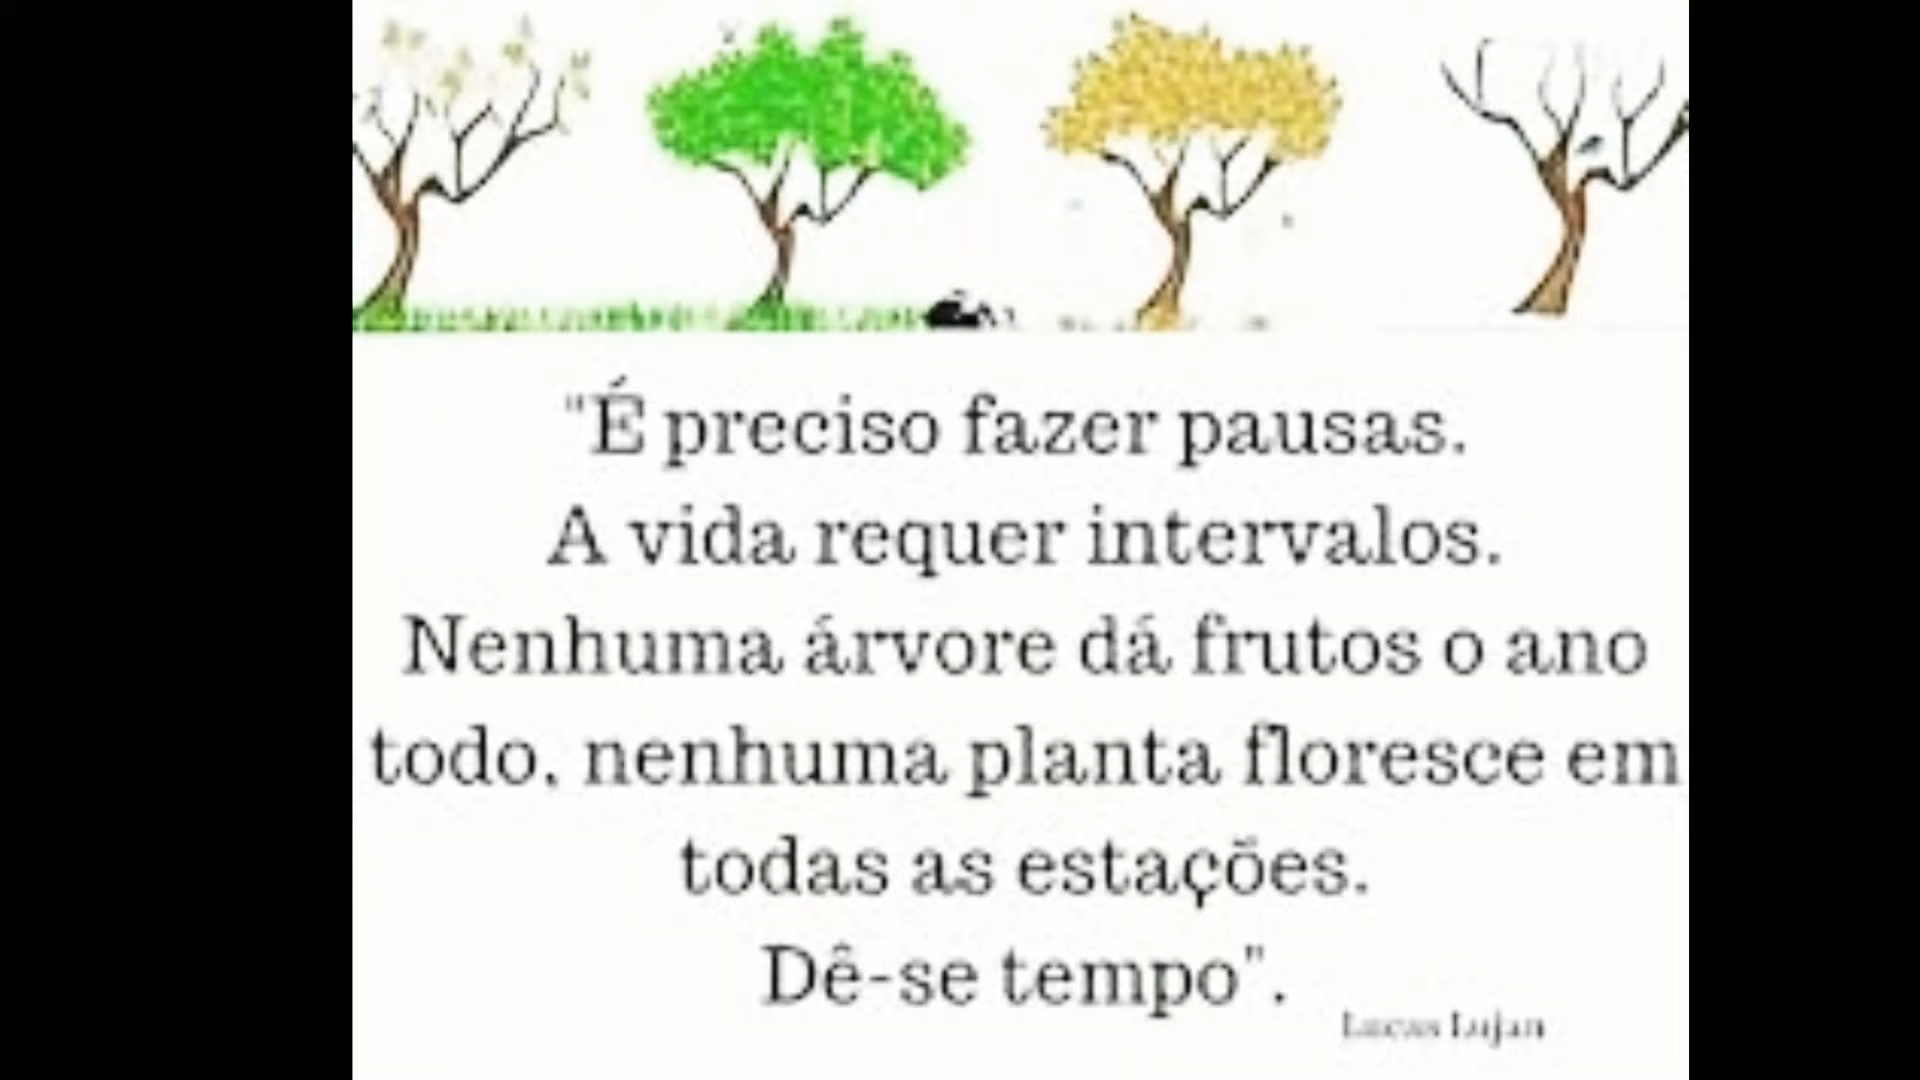 "É preciso fazer pausas.
A vida requer intervalos.
Nenhuma árvore dá frutos o ano
todo, nenhuma planta floresce em
todas as estações.
Dê-se tempo".
Lucas Lujan